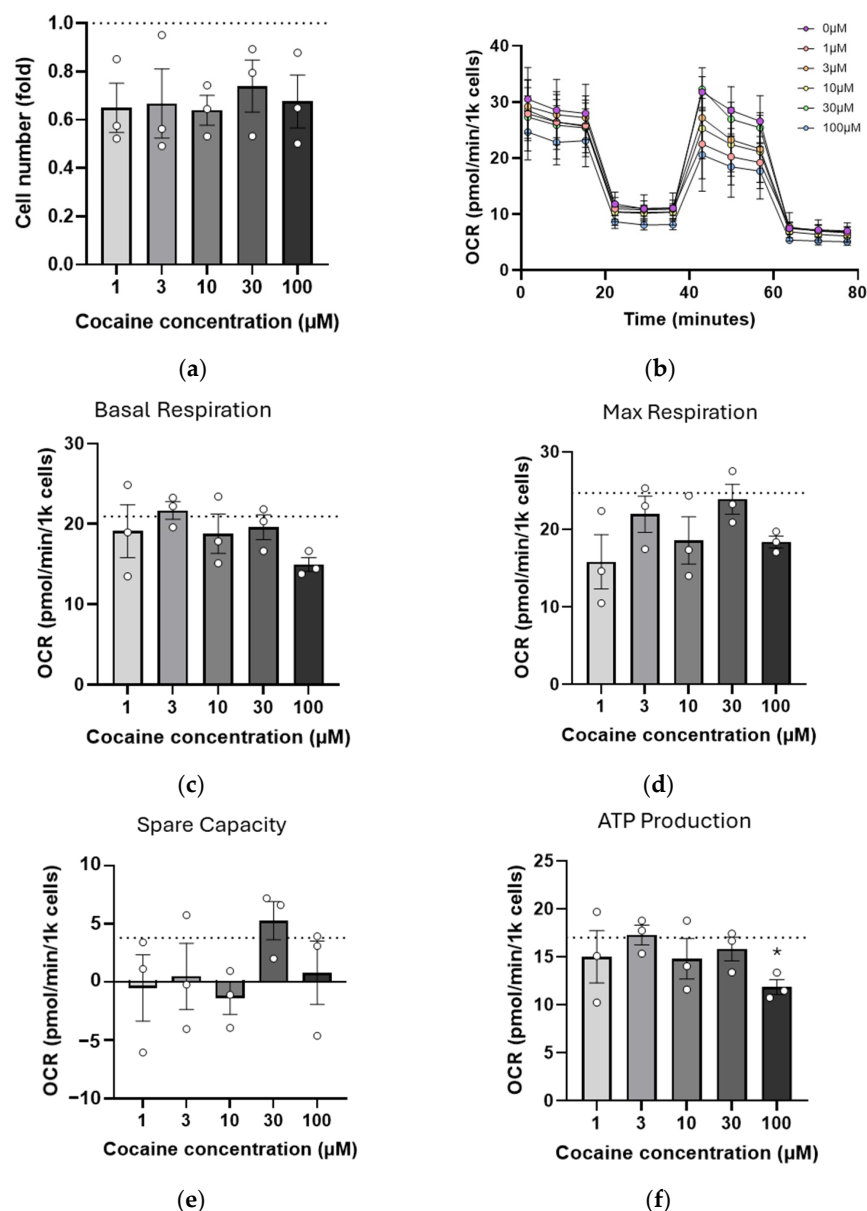 Cell number (fold)
1.0
0.8
0.6
0.4
0.2
0.0
1 3 10 30 100
Cocaine concentration (µM)
(a)
OCR (pmol/min/1k cells)
40
30
20
10
0
0 20 40 60 80
Time (minutes)
0µM
1µM
3µM
10µM
30µM
100µM
(b)
Basal Respiration
OCR (pmol/min/1k cells)
30
20
10
0
1 3 10 30 100
Cocaine concentration (µM)
(c)
Max Respiration
OCR (pmol/min/1k cells)
30
20
10
0
1 3 10 30 100
Cocaine concentration (µM)
(d)
Spare Capacity
OCR (pmol/min/1k cells)
10
5
0
−5
−10
1 3 10 30 100
Cocaine concentration (µM)
(e)
ATP Production
OCR (pmol/min/1k cells)
25
20
15
10
5
0
*
1 3 10 30 100
Cocaine concentration (µM)
(f)